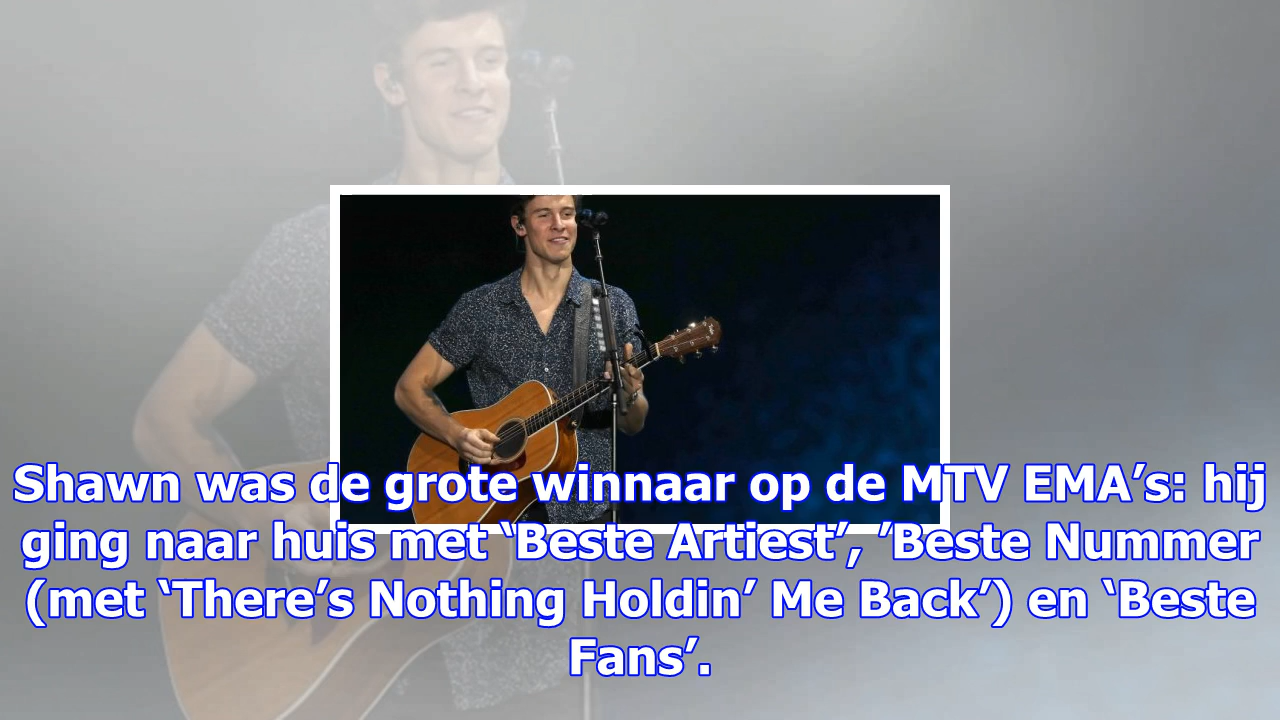 Shawn was de grote winnaar op de MTV EMA’s: hij
ging naar huis met ‘Beste Artiest’, ’Beste Nummer
(met ‘There’s Nothing Holdin’ Me Back’) en ‘Beste
Fans’.